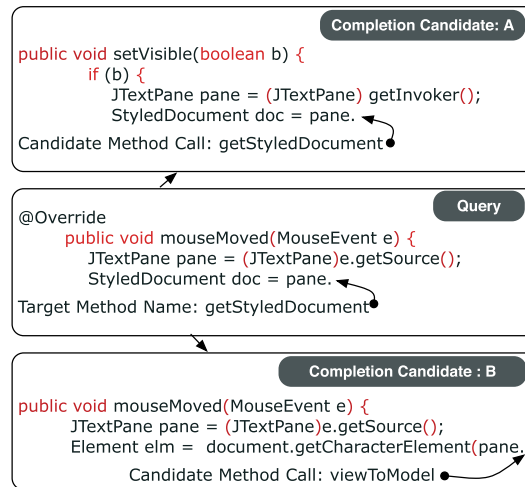 Completion Candidate: A
public void setVisible(boolean b) {
if (b) {
JTextPane pane = (JTextPane) getInvoker();
StyledDocument doc = pane.
Candidate Method Call: getStyledDocument
Query
@Override
public void mouseMoved(MouseEvent e) {
JTextPane pane = (JTextPane)e.getSource();
StyledDocument doc = pane.
Target Method Name: getStyledDocument
Completion Candidate : B
public void mouseMoved(MouseEvent e) {
JTextPane pane = (JTextPane)e.getSource();
Element elm = document.getCharacterElement(pane.
Candidate Method Call: viewToModel